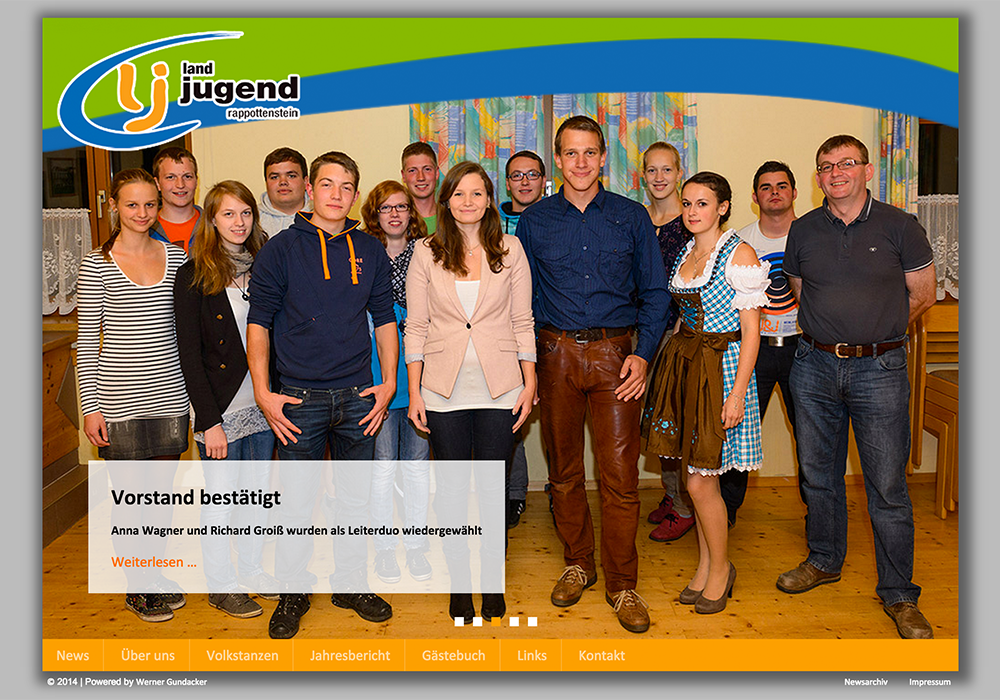 land
jugend
rappottenstein
Vorstand bestätigt
Anna Wagner und Richard Groiß wurden als Leiterduo wiedergewählt
Weiterlesen ...
News Über uns Volkstanzen Jahresbericht Gästebuch Links Kontakt
© 2014 | Powered by Werner Gundacker Newsarchiv Impressum